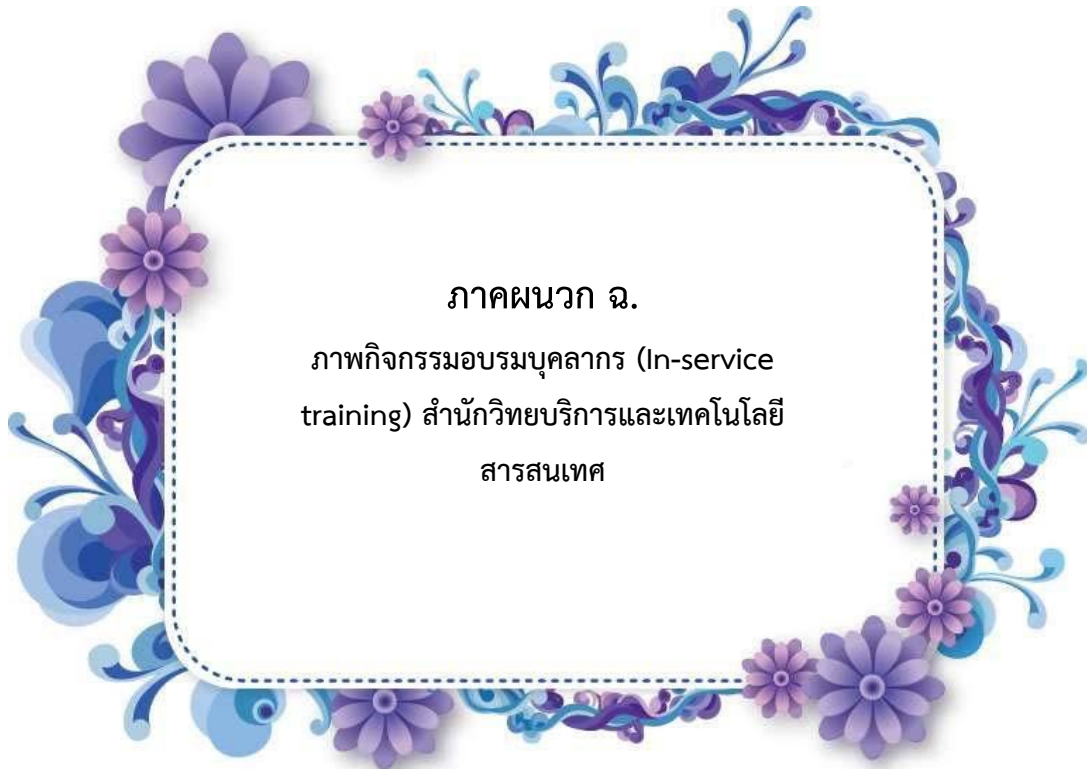 ภาคผนวก ฉ.
ภาพกิจกรรมอบรมบุคลากร (In-service
training) สำนักวิทยบริการและเทคโนโลยี
สารสนเทศ